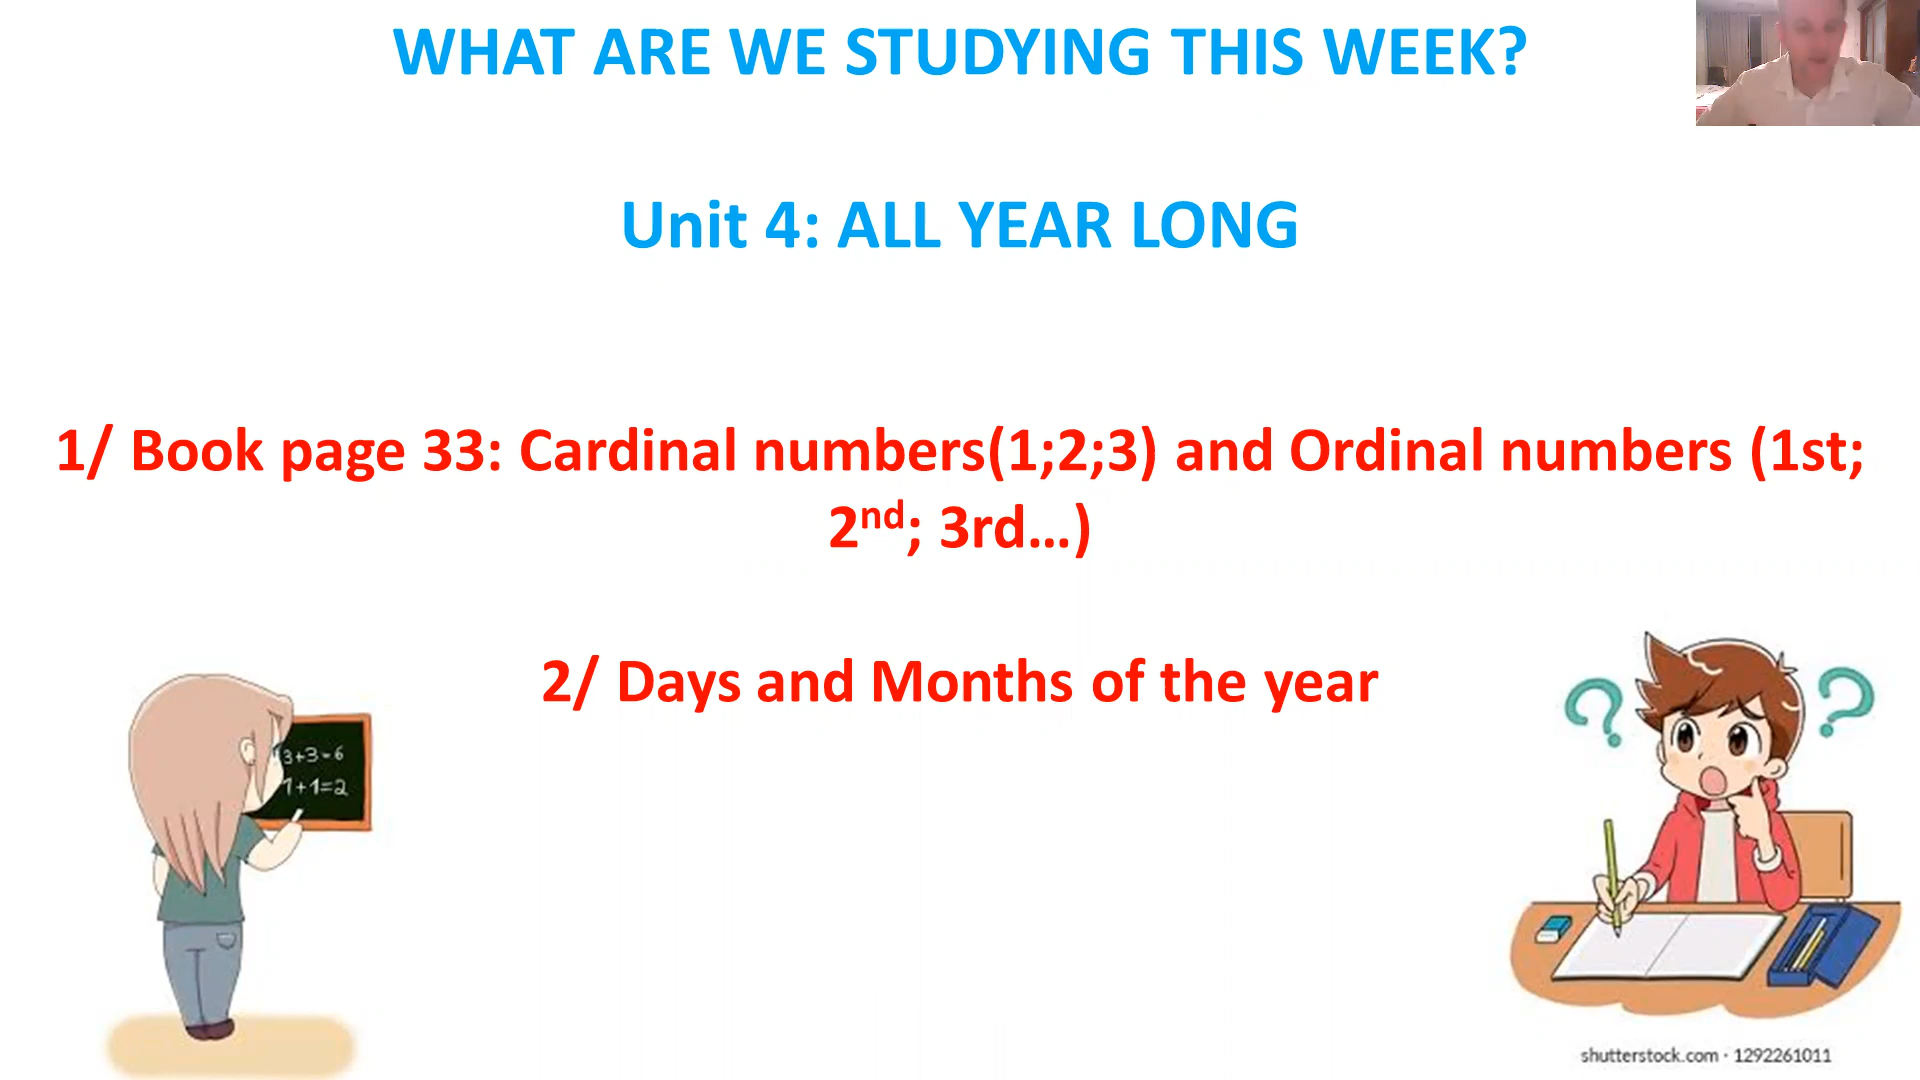 WHAT ARE WE STUDYING THIS WEEK?
Unit 4: ALL YEAR LONG
1/ Book page 33: Cardinal numbers(1;2;3) and Ordinal numbers (1st;
2nd; 3rd...)
2/ Days and Months of the year
3+3=6
1+1=2
shutterstock.com · 1292261011